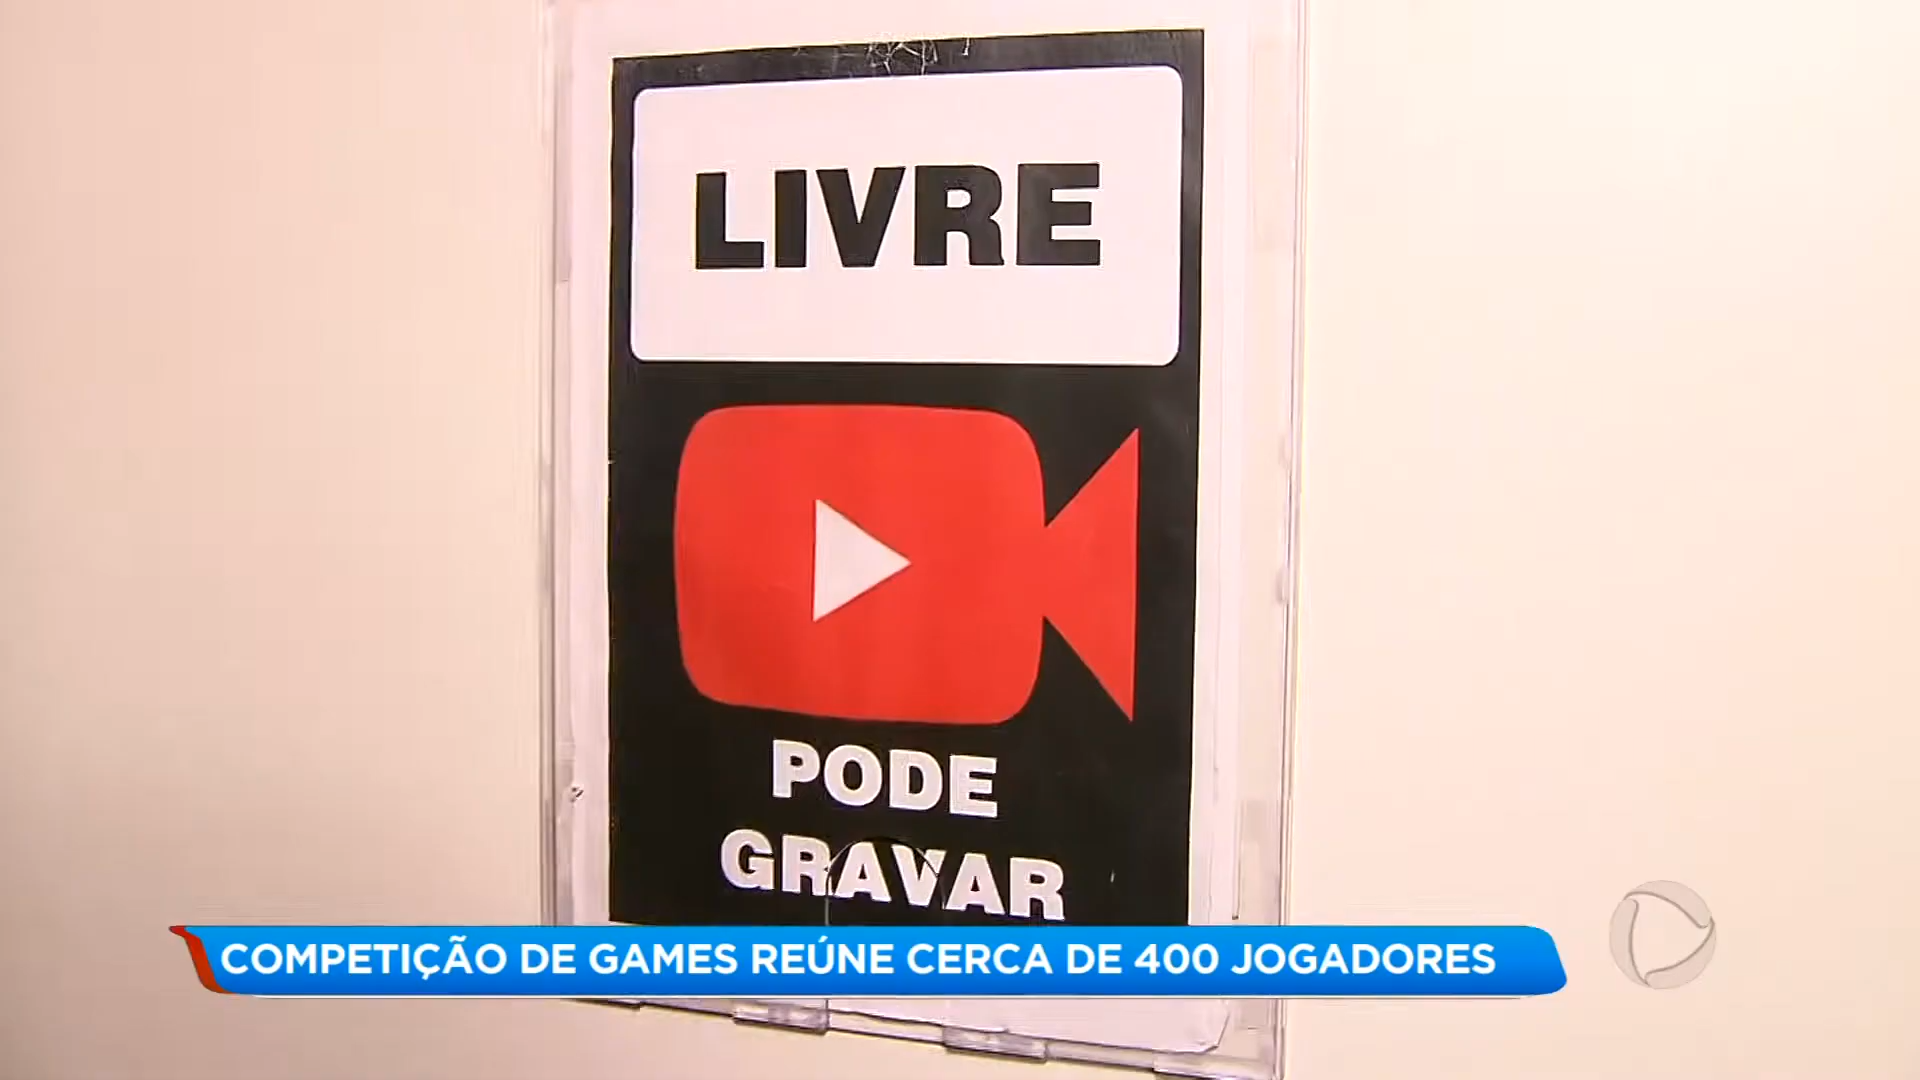 LIVRE
PODE
GRAVAR
COMPETIÇÃO DE GAMES REÚNE CERCA DE 400 JOGADORES